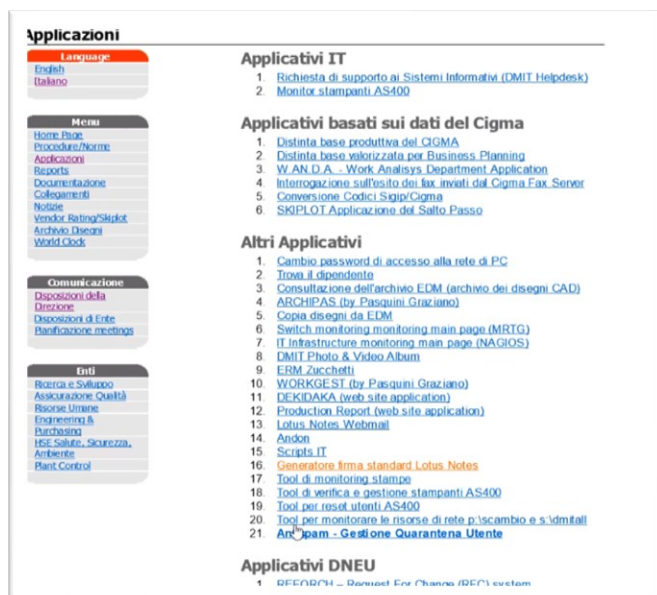 Applicazioni
Language
English
Italiano
Menu
Home Page
Procedure/Norme
Applicazioni
Reports
Documentazione
Collegamenti
Notizie
Vendor Rating/Skiplot
Archivio Disegni
World Clock
Comunicazione
Disposizioni della
Direzione
Disposizioni di Ente
Pianificazione meetings
Enti
Ricerca e Sviluppo
Assicurazione Qualità
Risorse Umane
Engineering &
Purchasing
HSE Salute, Sicurezza,
Ambiente
Plant Control
Applicativi IT
1. Richiesta di supporto ai Sistemi Informativi (DMIT Helpdesk)
2. Monitor stampanti AS400
Applicativi basati sui dati del Cigma
1. Distinta base produttiva del CIGMA
2. Distinta base valorizzata per Business Planning
3. W.AN.D.A. - Work Analisys Department Application
4. Interrogazione sull'esito dei fax inviati dal Cigma Fax Server
5. Conversione Codici Sigip/Cigma
6. SKIPLOT Applicazione del Salto Passo
Altri Applicativi
1. Cambio password di accesso alla rete di PC
2. Trova il dipendente
3. Consultazione dell'archivio EDM (archivio dei disegni CAD)
4. ARCHIPAS (by Pasquini Graziano)
5. Copia disegni da EDM
6. Switch monitoring monitoring main page (MRTG)
7. IT Infrastructure monitoring main page (NAGIOS)
8. DMIT Photo & Video Album
9. ERM Zucchetti
10. WORKGEST (by Pasquini Graziano)
11. DEKIDAKA (web site application)
12. Production Report (web site application)
13. Lotus Notes Webmail
14. Andon
15. Scripts IT
16. Generatore firma standard Lotus Notes
17. Tool di monitoring stampe
18. Tool di verifica e gestione stampanti AS400
19. Tool per reset utenti AS400
20. Tool per monitorare le risorse di rete p:\scambio e s:\dmitall
21. Antispam - Gestione Quarantena Utente
Applicativi DNEU
1. REFORCH – Request For Change (REC) system